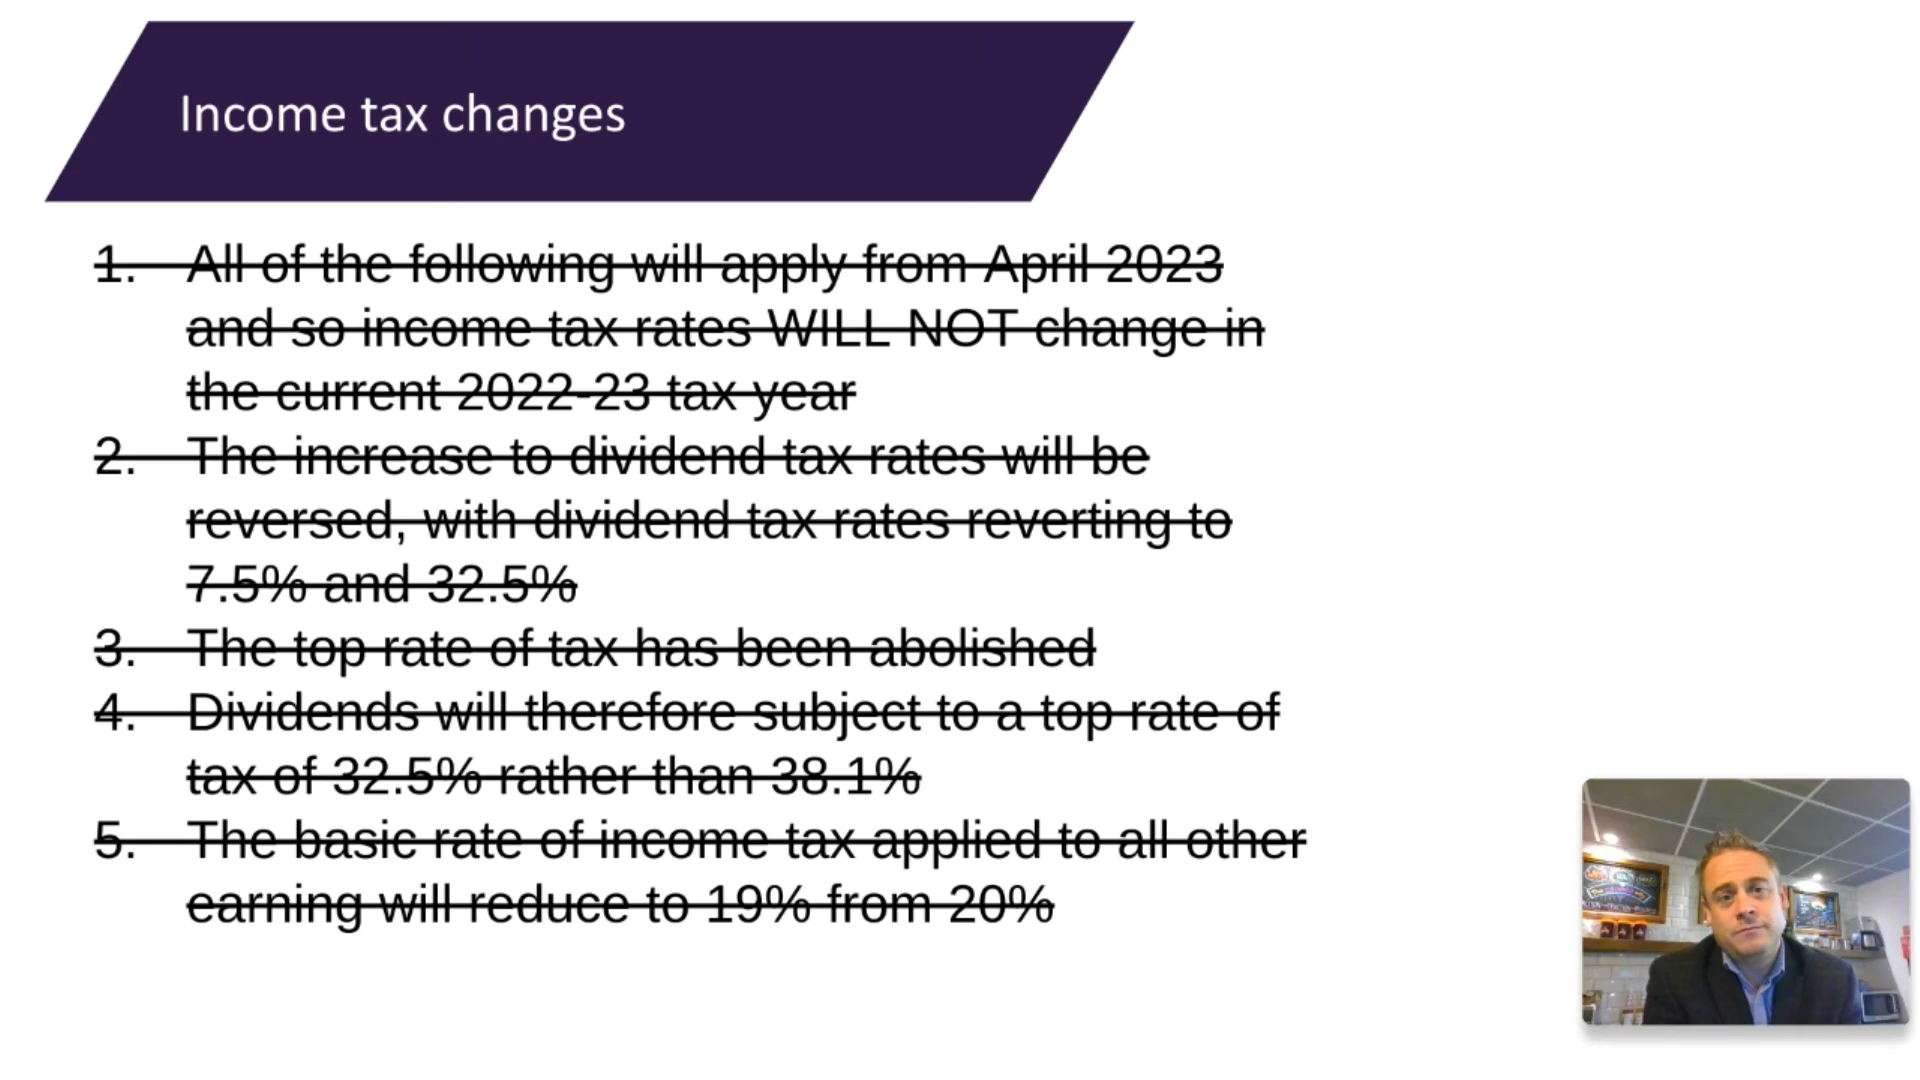 Income tax changes
1. All of the following will apply from April 2023
and so income tax rates WILL NOT change in
the current 2022-23 tax year
2. The increase to dividend tax rates will be
reversed, with dividend tax rates reverting to
7.5% and 32.5%
3. The top rate of tax has been abolished
4. Dividends will therefore subject to a top rate of
tax of 32.5% rather than 38.1%
5. The basic rate of income tax applied to all other
earning will reduce to 19% from 20%